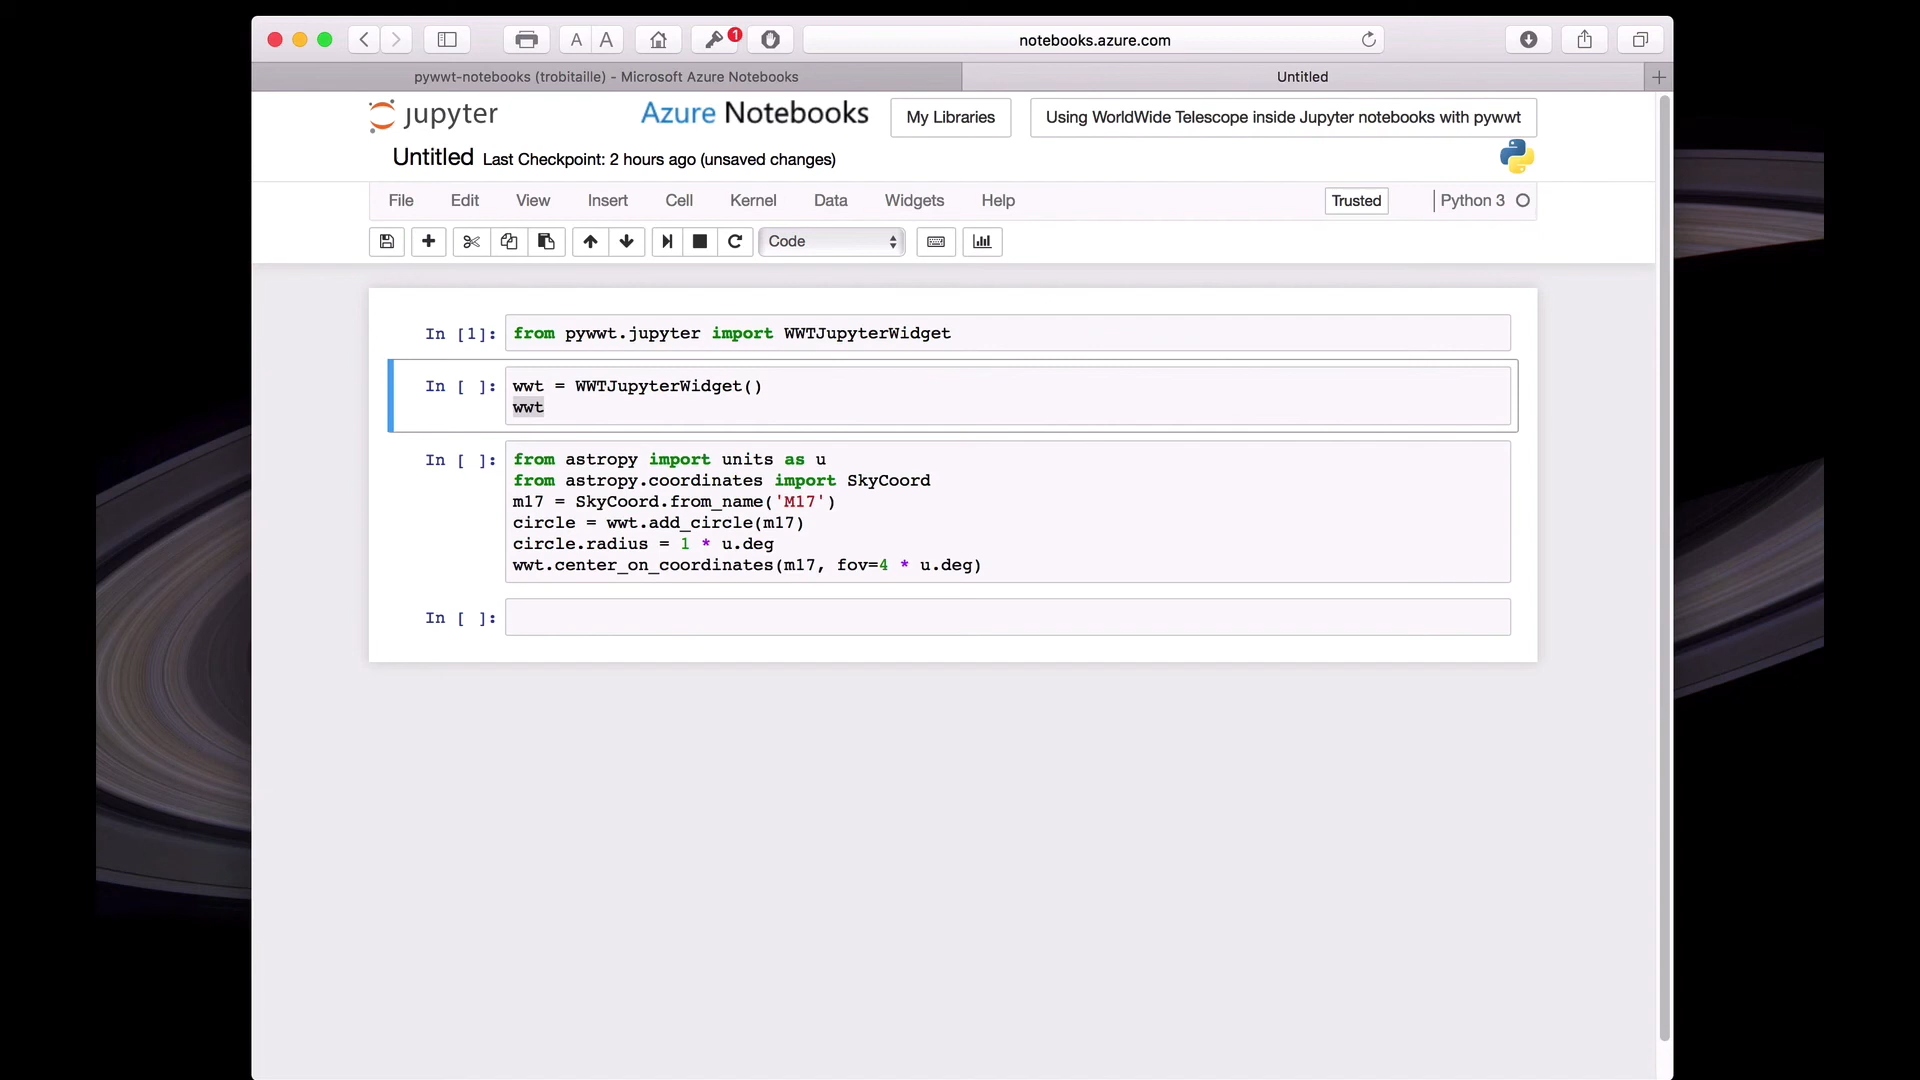 1
notebooks.azure.com
pywwt-notebooks (trobitaille) - Microsoft Azure Notebooks
Untitled
jupyter
Azure Notebooks
My Libraries
Using WorldWide Telescope inside Jupyter notebooks with pywwt
Untitled Last Checkpoint: 2 hours ago (unsaved changes)
File Edit View Insert Cell Kernel Data Widgets Help
Trusted
Python 3
Code
In [1]: from pywwt.jupyter import WWTJupyterWidget
In [ ]: wwt = WWTJupyterWidget()
wwt
In [ ]: from astropy import units as u
from astropy.coordinates import SkyCoord
m17 = SkyCoord.from_name('M17')
circle = wwt.add_circle(m17)
circle.radius = 1 * u.deg
wwt.center_on_coordinates(m17, fov=4 * u.deg)
In [ ]: